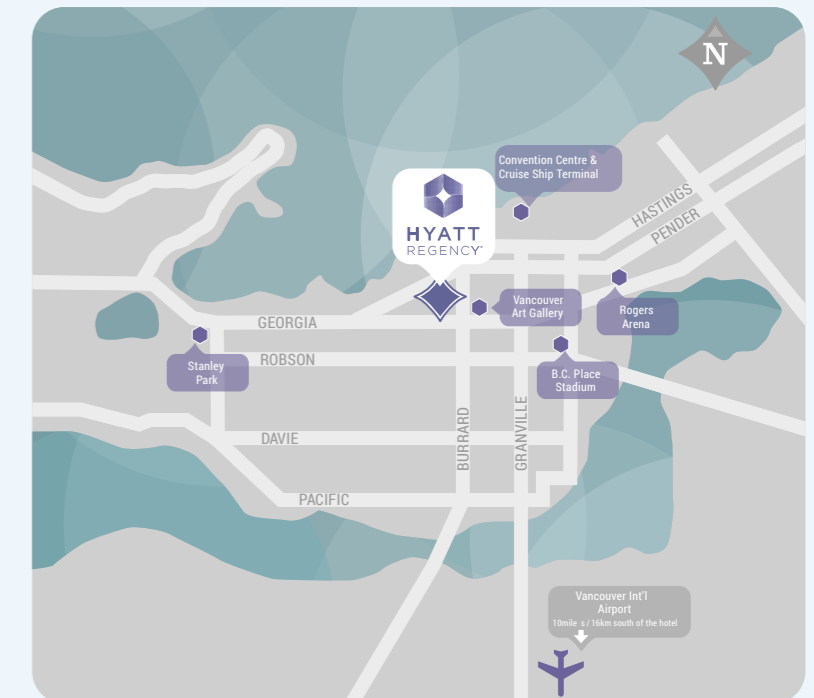 N
Convention Centre &
Cruise Ship Terminal
HYATT
REGENCY
HASTINGS
PENDER
Vancouver
Art Gallery
Rogers
Arena
GEORGIA
ROBSON
Stanley
Park
B.C. Place
Stadium
DAVIE
BURRARD
GRANVILLE
PACIFIC
Vancouver Int'l
Airport
10mile s / 16km south of the hotel